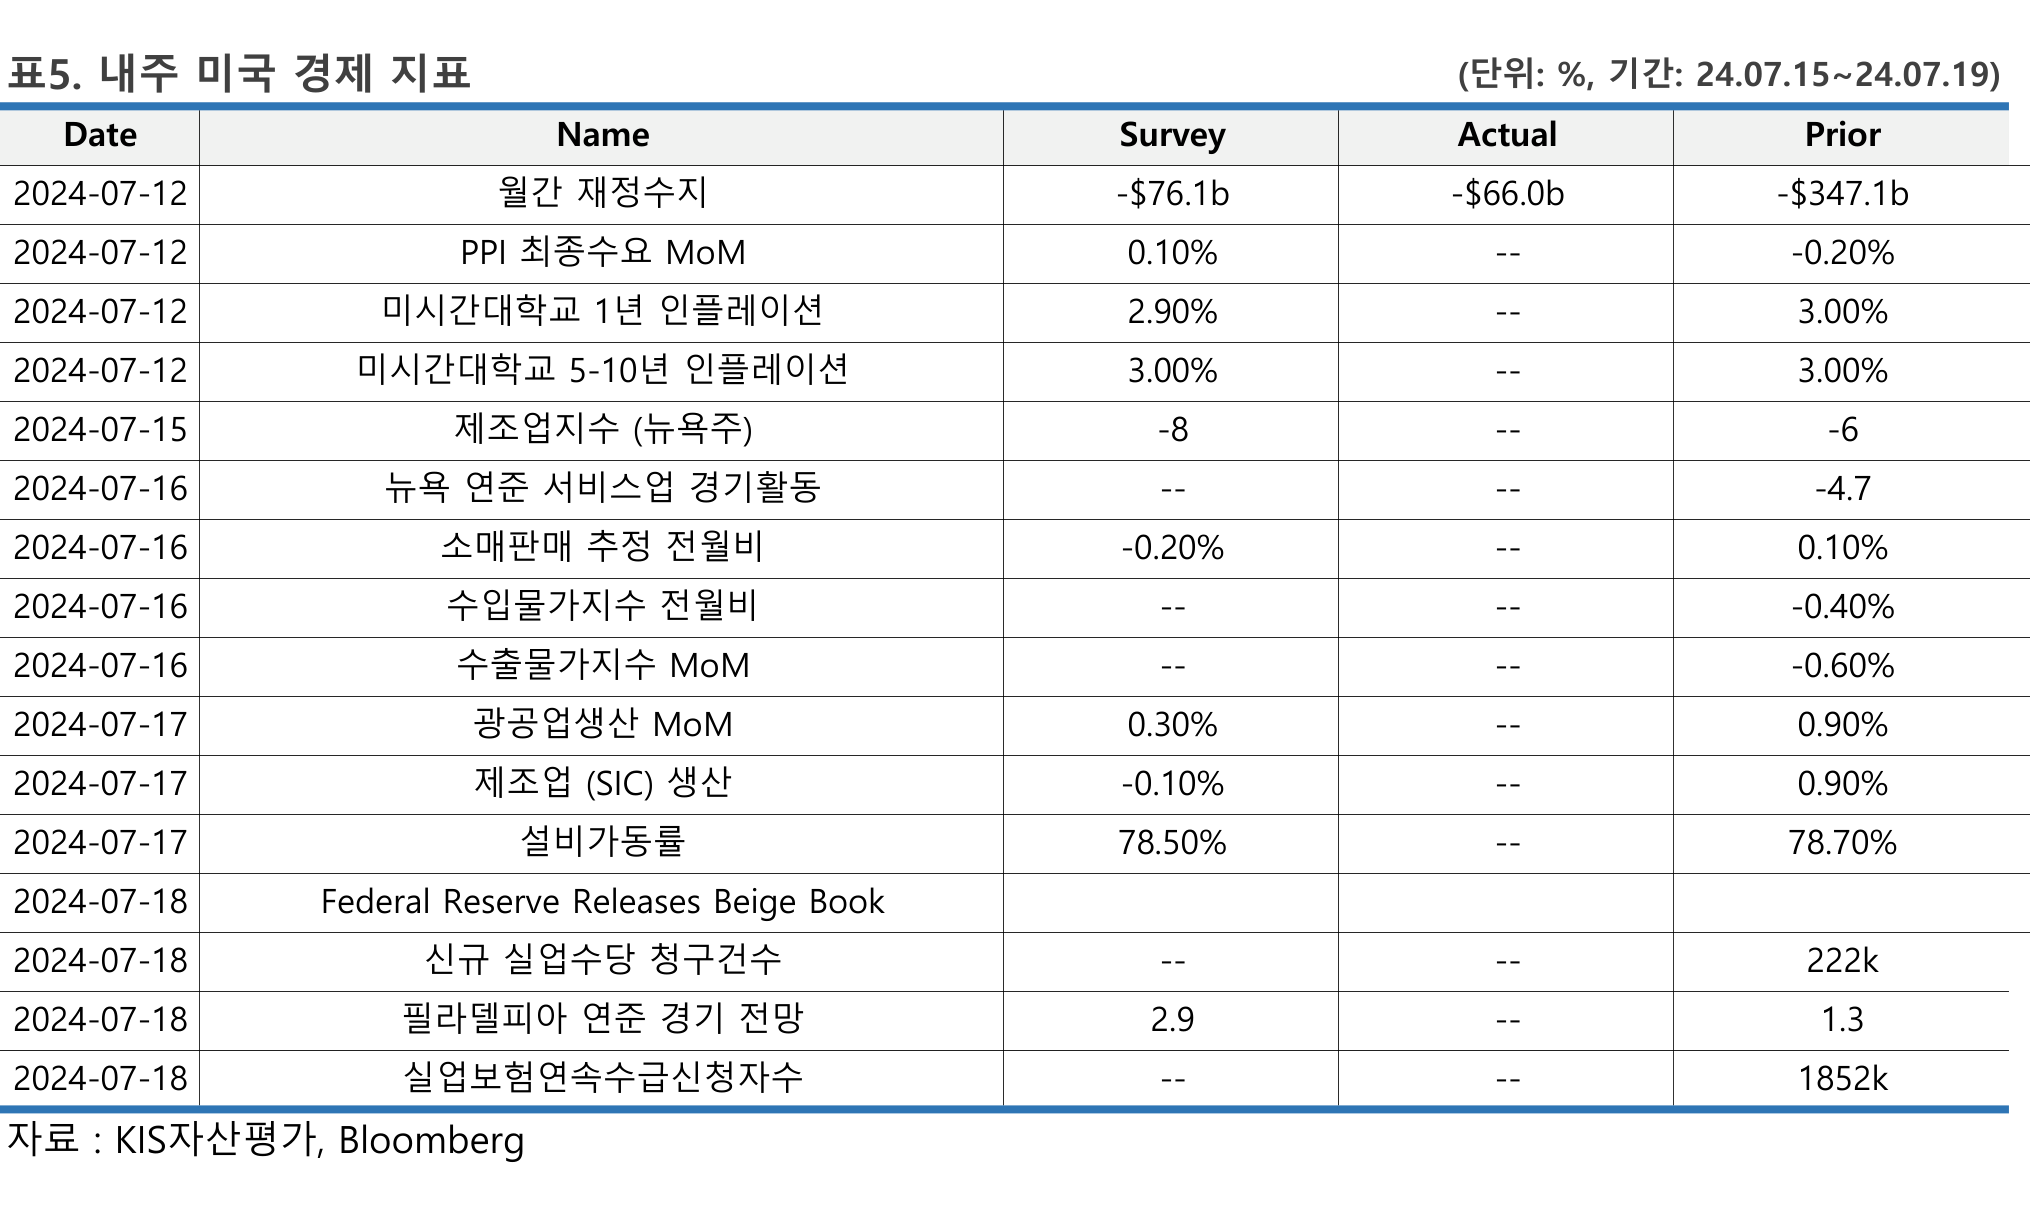 표5. 내주 미국 경제 지표 (단위: %, 기간: 24.07.15~24.07.19)
Date Name Survey Actual Prior
2024-07-12 월간 재정수지 -$76.1b -$66.0b -$347.1b
2024-07-12 PPI 최종수요 MoM 0.10% -- -0.20%
2024-07-12 미시간대학교 1년 인플레이션 2.90% -- 3.00%
2024-07-12 미시간대학교 5-10년 인플레이션 3.00% -- 3.00%
2024-07-15 제조업지수 (뉴욕주) -8 -- -6
2024-07-16 뉴욕 연준 서비스업 경기활동 -- -- -4.7
2024-07-16 소매판매 추정 전월비 -0.20% -- 0.10%
2024-07-16 수입물가지수 전월비 -- -- -0.40%
2024-07-16 수출물가지수 MoM -- -- -0.60%
2024-07-17 광공업생산 MoM 0.30% -- 0.90%
2024-07-17 제조업 (SIC) 생산 -0.10% -- 0.90%
2024-07-17 설비가동률 78.50% -- 78.70%
2024-07-18 Federal Reserve Releases Beige Book
2024-07-18 신규 실업수당 청구건수 -- -- 222k
2024-07-18 필라델피아 연준 경기 전망 2.9 -- 1.3
2024-07-18 실업보험연속수급신청자수 -- -- 1852k
자료 : KIS자산평가, Bloomberg